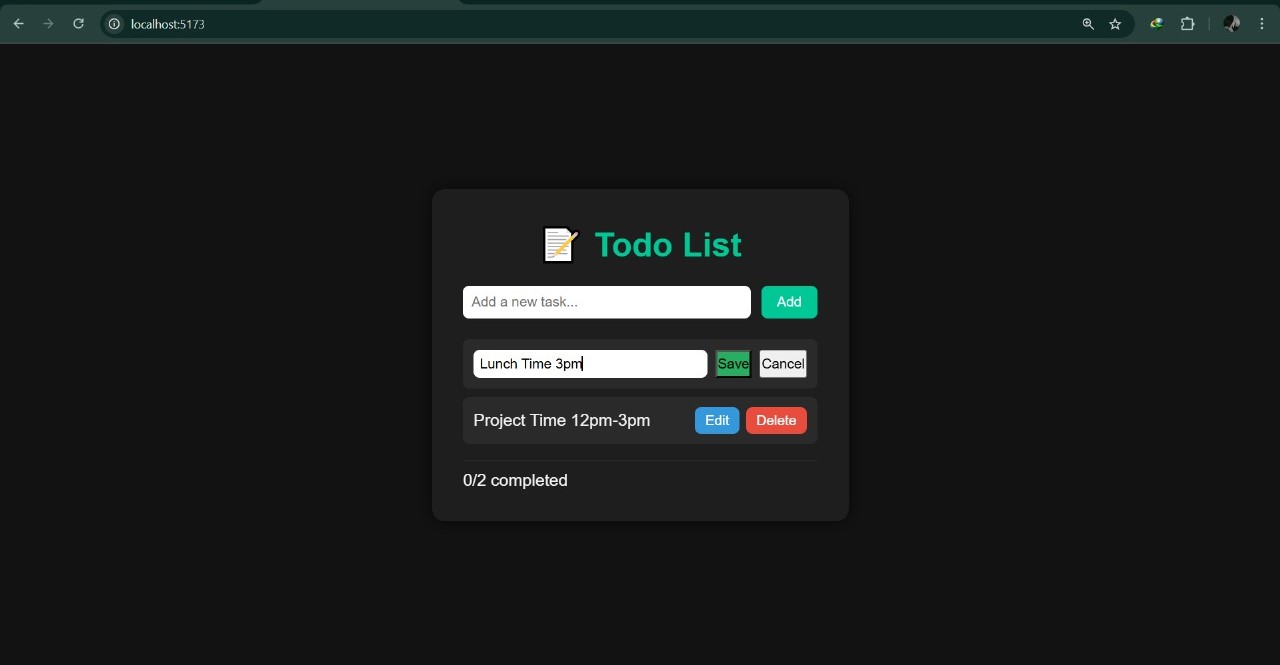 localhost:5173
Todo List
Add a new task... Add
Lunch Time 3pm Save Cancel
Project Time 12pm-3pm Edit Delete
0/2 completed